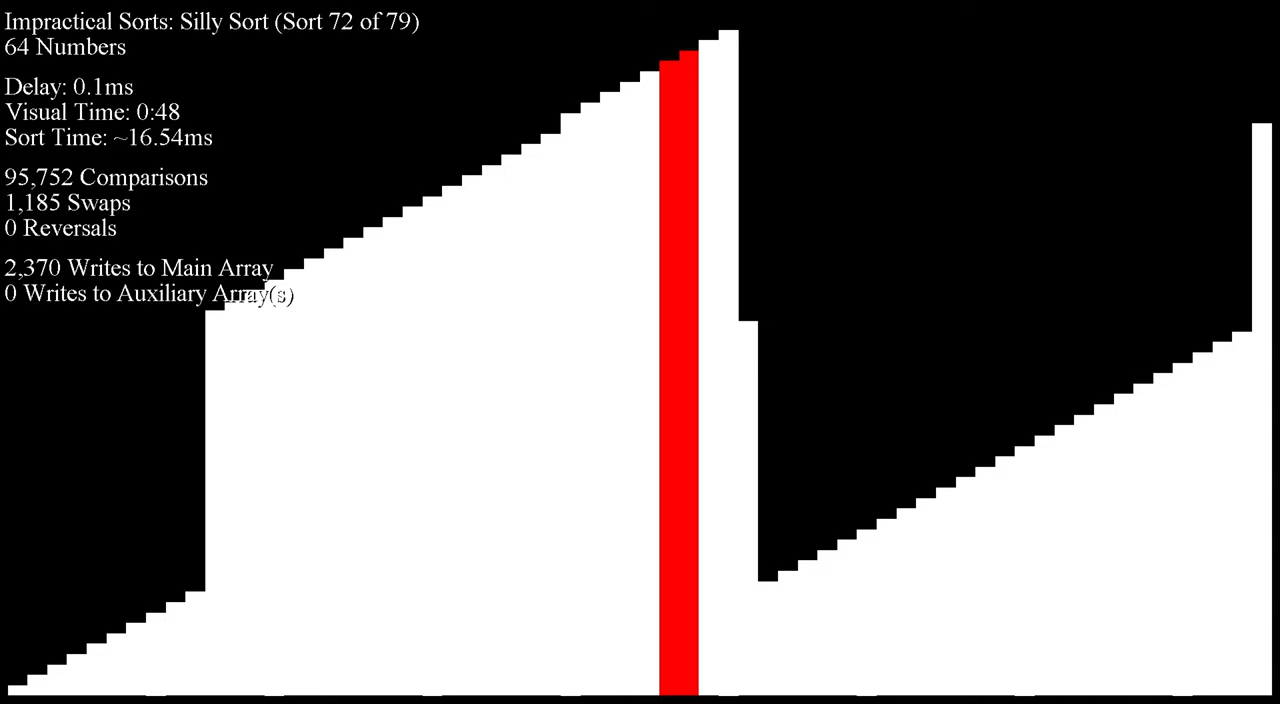 Impractical Sorts: Silly Sort (Sort 72 of 79)
64 Numbers
Delay: 0.1ms
Visual Time: 0:48
Sort Time: ~16.54ms
95,752 Comparisons
1,185 Swaps
0 Reversals
2,370 Writes to Main Array
0 Writes to Auxiliary Array(s)